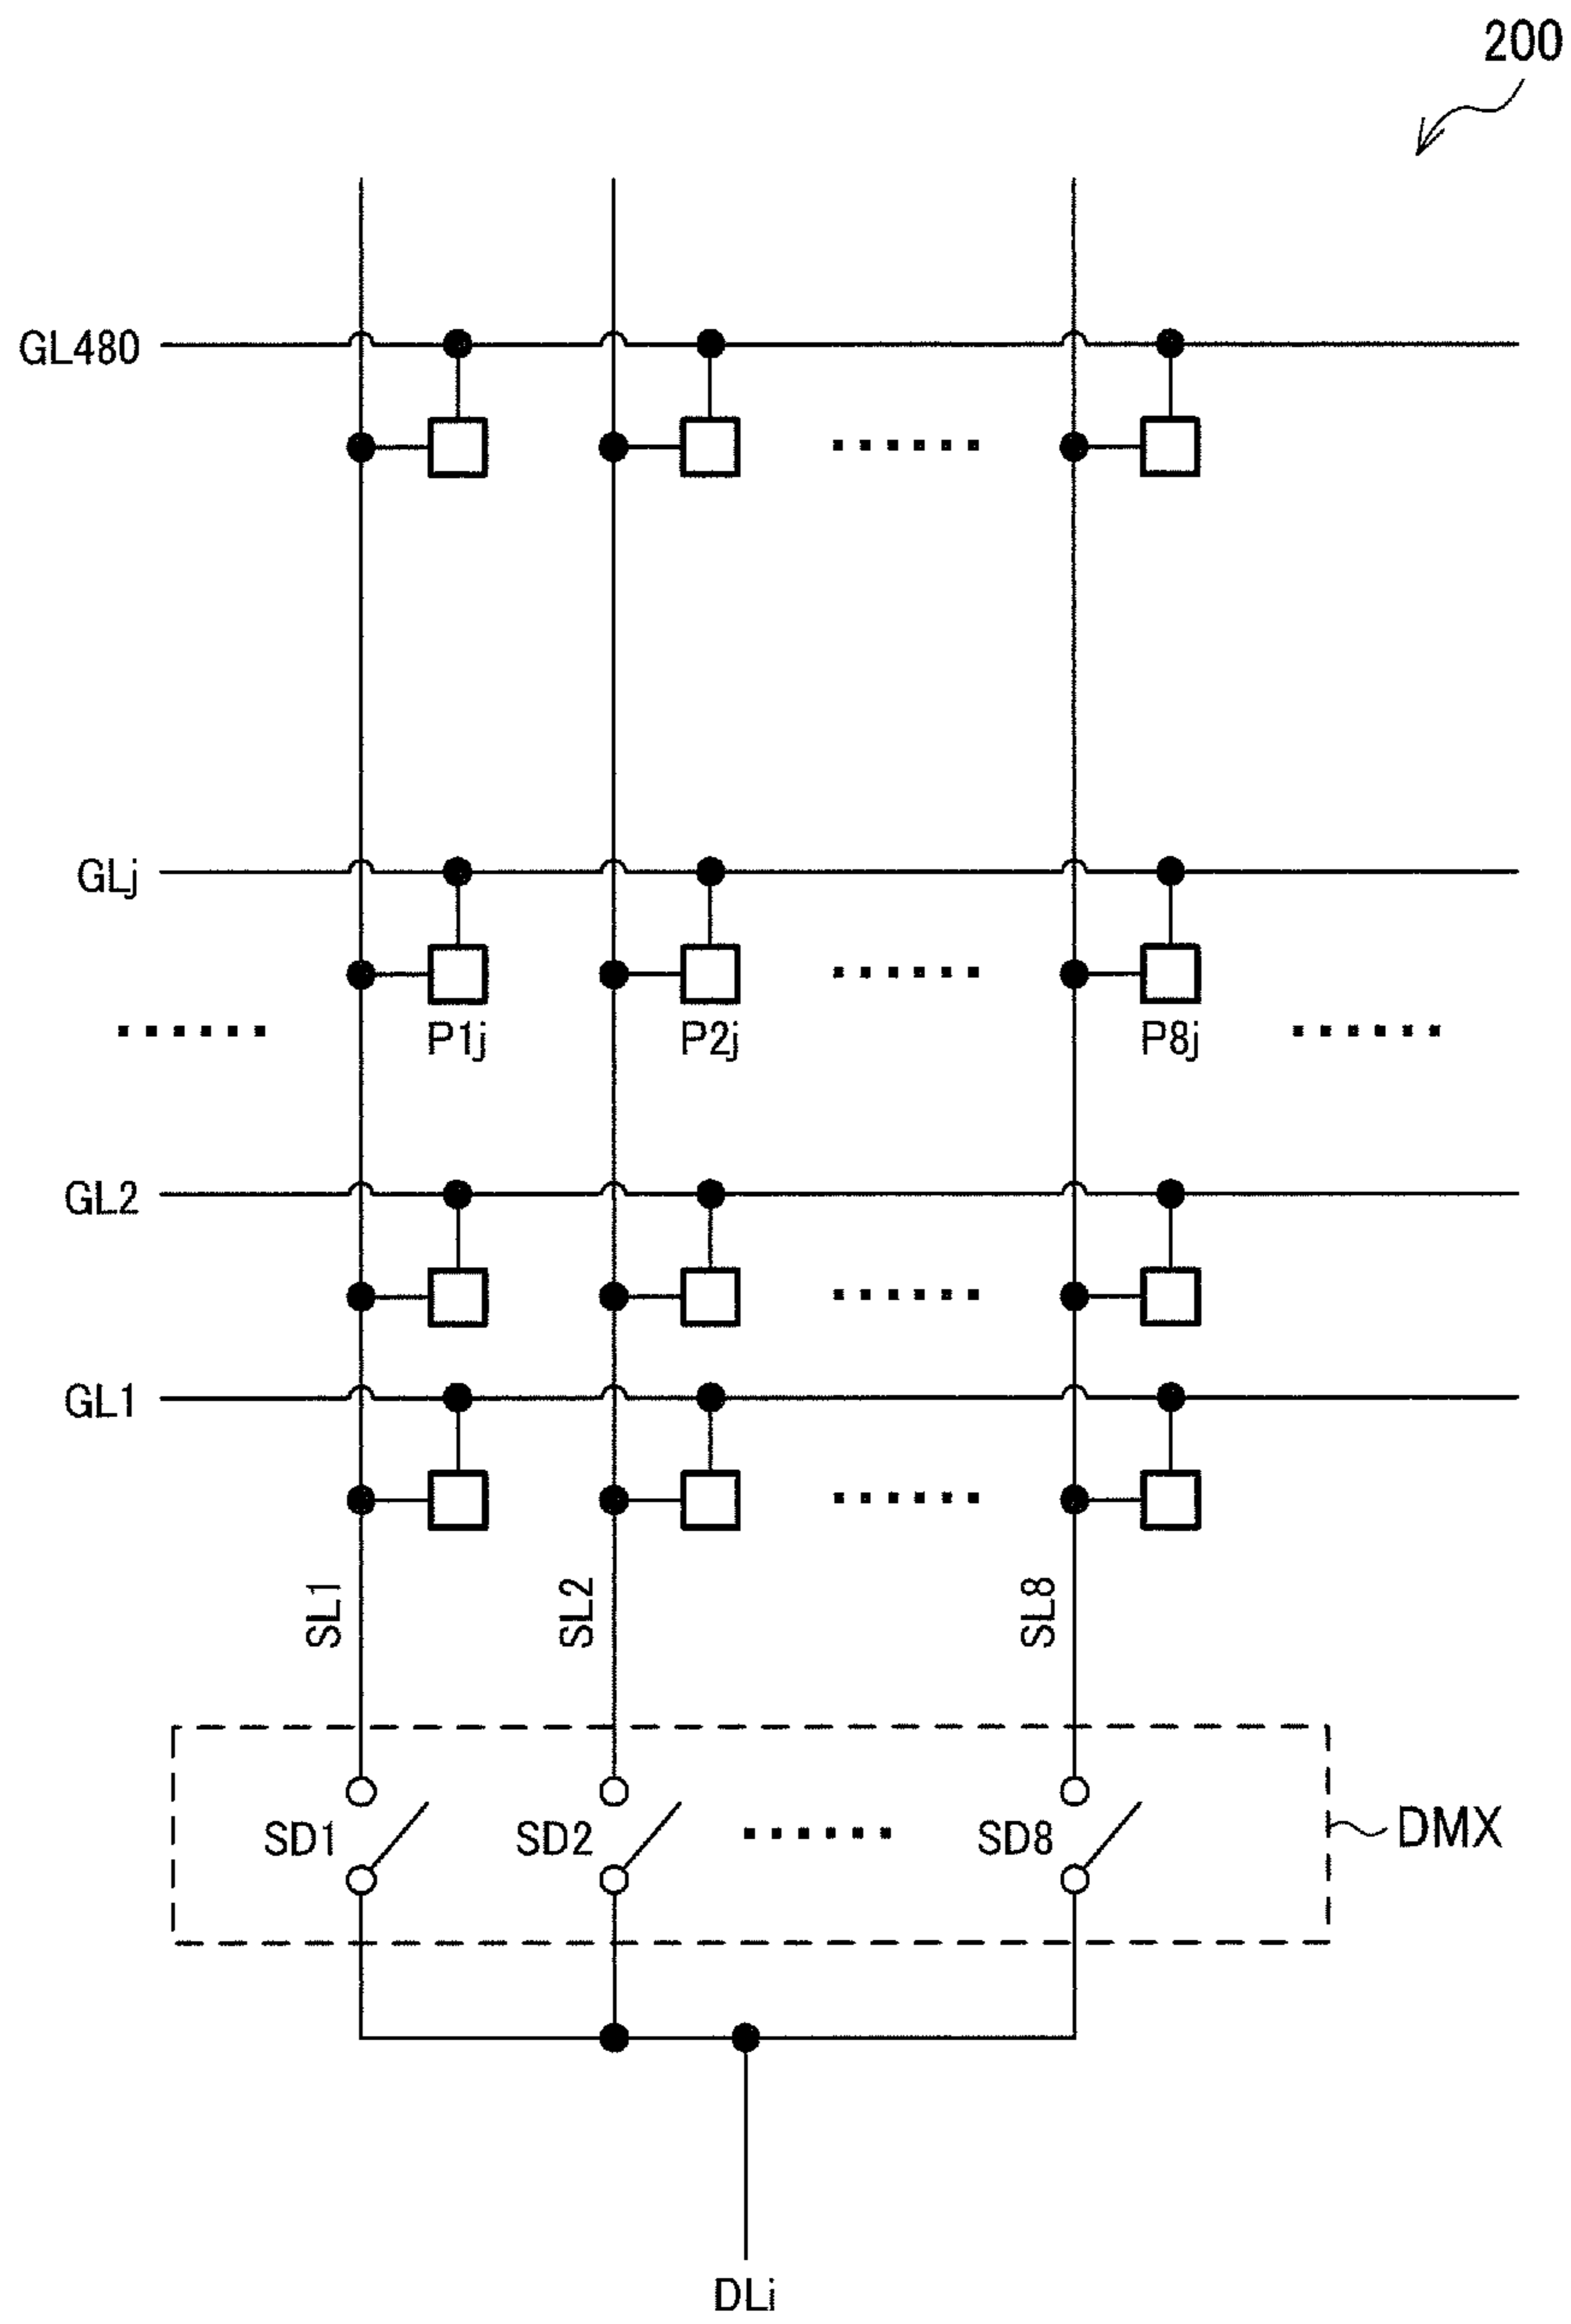 200
GL480
GLj
P1j P2j P8j
GL2
GL1
SL1 SL2 SL8
SD1 SD2 SD8 DMX
DLi